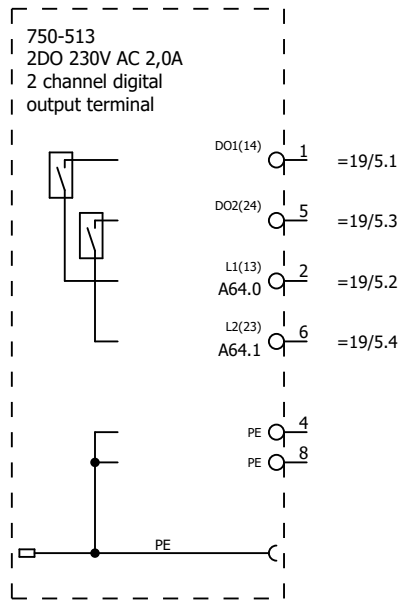 750-513
2DO 230V AC 2,0A
2 channel digital
output terminal
DO1(14) 1 =19/5.1
DO2(24) 5 =19/5.3
L1(13) 2 =19/5.2
A64.0
L2(23) 6 =19/5.4
A64.1
PE 4
PE 8
PE